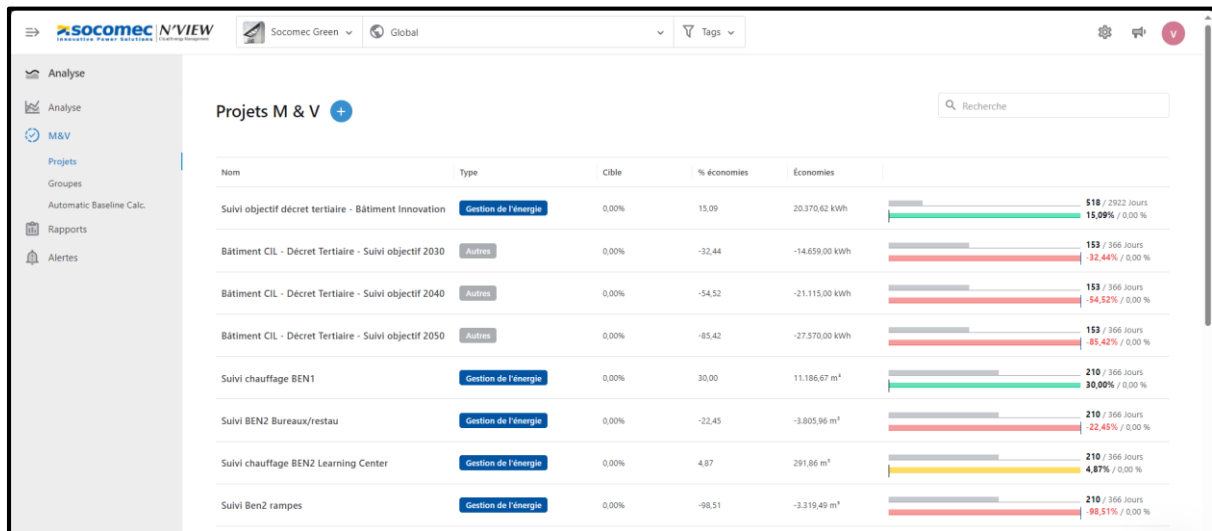 socomec N'VIEW
Innovative Power Solutions
Socomec Green
Global
Tags
V
Analyse
Analyse
M&V
Projets
Groupes
Automatic Baseline Calc.
Rapports
Alertes
Projets M & V +
Recherche
Nom Type Cible % économies Économies
Suivi objectif décret tertiaire - Bâtiment Innovation Gestion de l'énergie 0,00% 15,09 20.370,62 kWh 518 / 2922 Jours
15,09% / 0,00 %
Bâtiment CIL - Décret Tertiaire - Suivi objectif 2030 Autres 0,00% -32,44 -14.659,00 kWh 153 / 366 Jours
-32,44% / 0,00 %
Bâtiment CIL - Décret Tertiaire - Suivi objectif 2040 Autres 0,00% -54,52 -21.115,00 kWh 153 / 366 Jours
-54,52% / 0,00 %
Bâtiment CIL - Décret Tertiaire - Suivi objectif 2050 Autres 0,00% -85,42 -27.570,00 kWh 153 / 366 Jours
-85,42% / 0,00 %
Suivi chauffage BEN1 Gestion de l'énergie 0,00% 30,00 11.186,67 m³ 210 / 366 Jours
30,00% / 0,00 %
Suivi BEN2 Bureaux/restau Gestion de l'énergie 0,00% -22,45 -3.805,96 m³ 210 / 366 Jours
-22,45% / 0,00 %
Suivi chauffage BEN2 Learning Center Gestion de l'énergie 0,00% 4,87 291,86 m³ 210 / 366 Jours
4,87% / 0,00 %
Suivi Ben2 rampes Gestion de l'énergie 0,00% -98,51 -3.319,49 m³ 210 / 366 Jours
-98,51% / 0,00 %